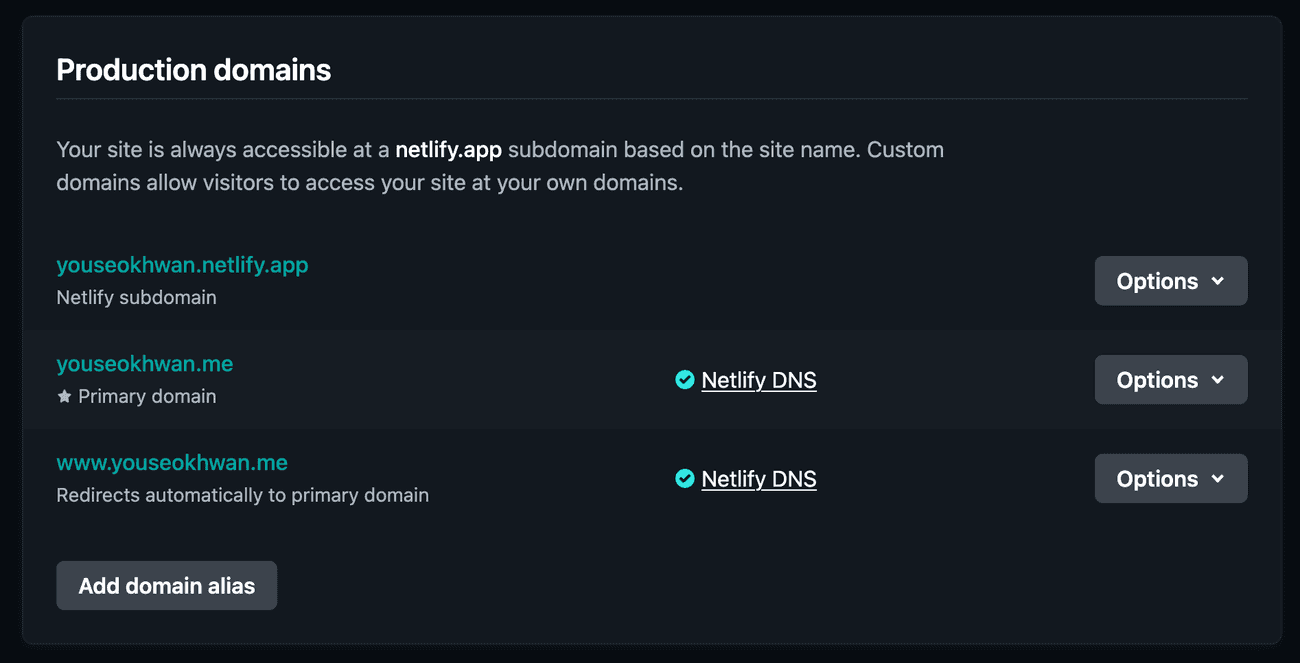 Production domains
Your site is always accessible at a netlify.app subdomain based on the site name. Custom
domains allow visitors to access your site at your own domains.
youseokhwan.netlify.app
Netlify subdomain
Options
youseokhwan.me
Primary domain
Netlify DNS
Options
www.youseokhwan.me
Redirects automatically to primary domain
Netlify DNS
Options
Add domain alias